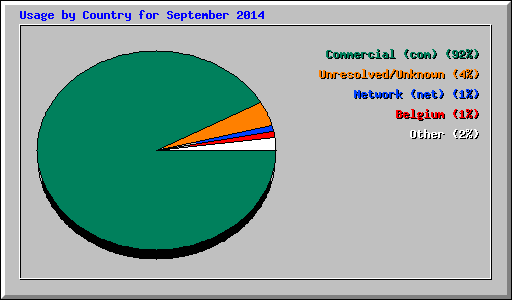 Usage by Country for September 2014
Commercial (com) (92%)
Unresolved/Unknown (4%)
Network (net) (1%)
Belgium (1%)
Other (2%)